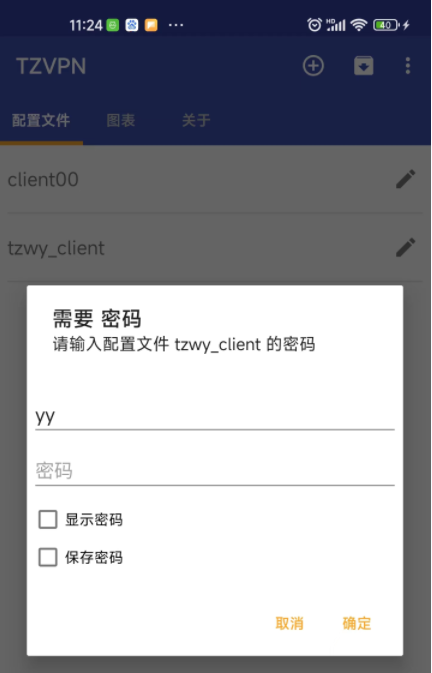 11:24
HD
40
TZVPN
配置文件
图表
关于
client00
tzwy_client
需要 密码
请输入配置文件 tzwy_client 的密码
yy
密码
显示密码
保存密码
取消
确定